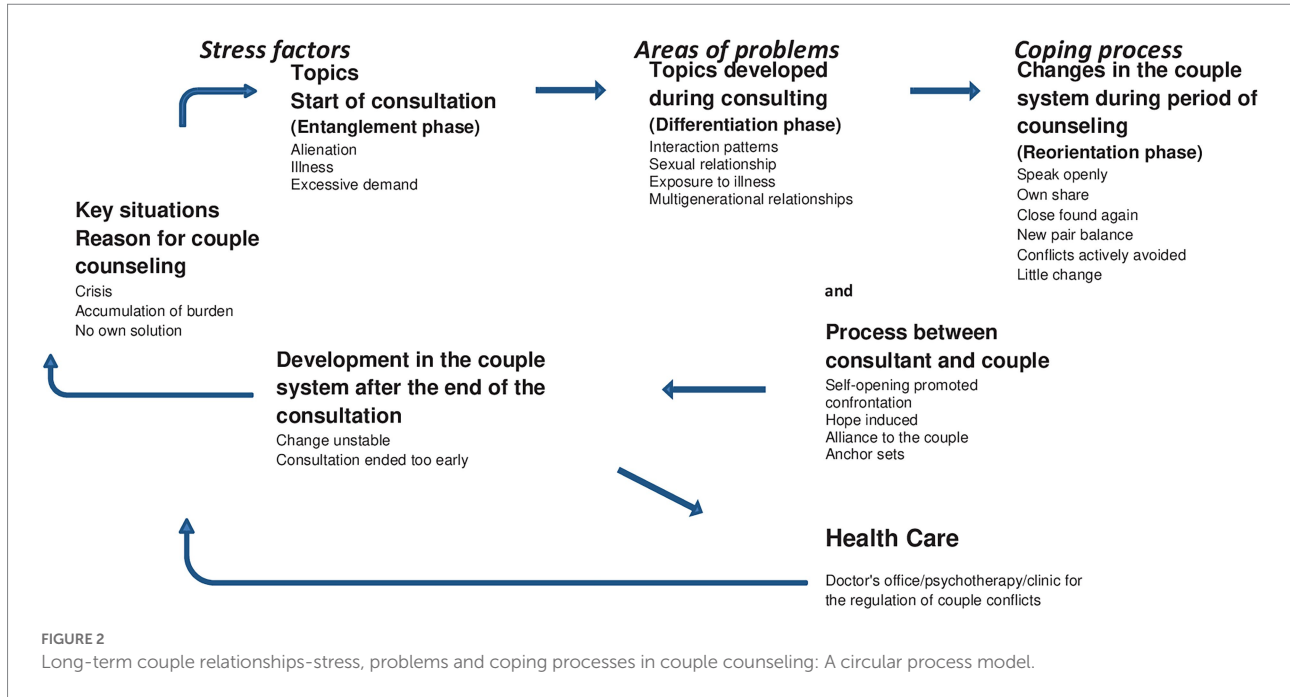 Stress factors
Areas of problems
Coping process
Topics
Start of consultation
(Entanglement phase)
Alienation
Illness
Excessive demand
Topics developed
during consulting
(Differentiation phase)
Interaction patterns
Sexual relationship
Exposure to illness
Multigenerational relationships
Changes in the couple
system during period of
counseling
(Reorientation phase)
Speak openly
Own share
Close found again
New pair balance
Conflicts actively avoided
Little change
Key situations
Reason for couple
counseling
Crisis
Accumulation of burden
No own solution
and
Process between
consultant and couple
Self-opening promoted
confrontation
Hope induced
Alliance to the couple
Anchor sets
Development in the couple
system after the end of the
consultation
Change unstable
Consultation ended too early
Health Care
Doctor's office/psychotherapy/clinic for
the regulation of couple conflicts
FIGURE 2
Long-term couple relationships-stress, problems and coping processes in couple counseling: A circular process model.